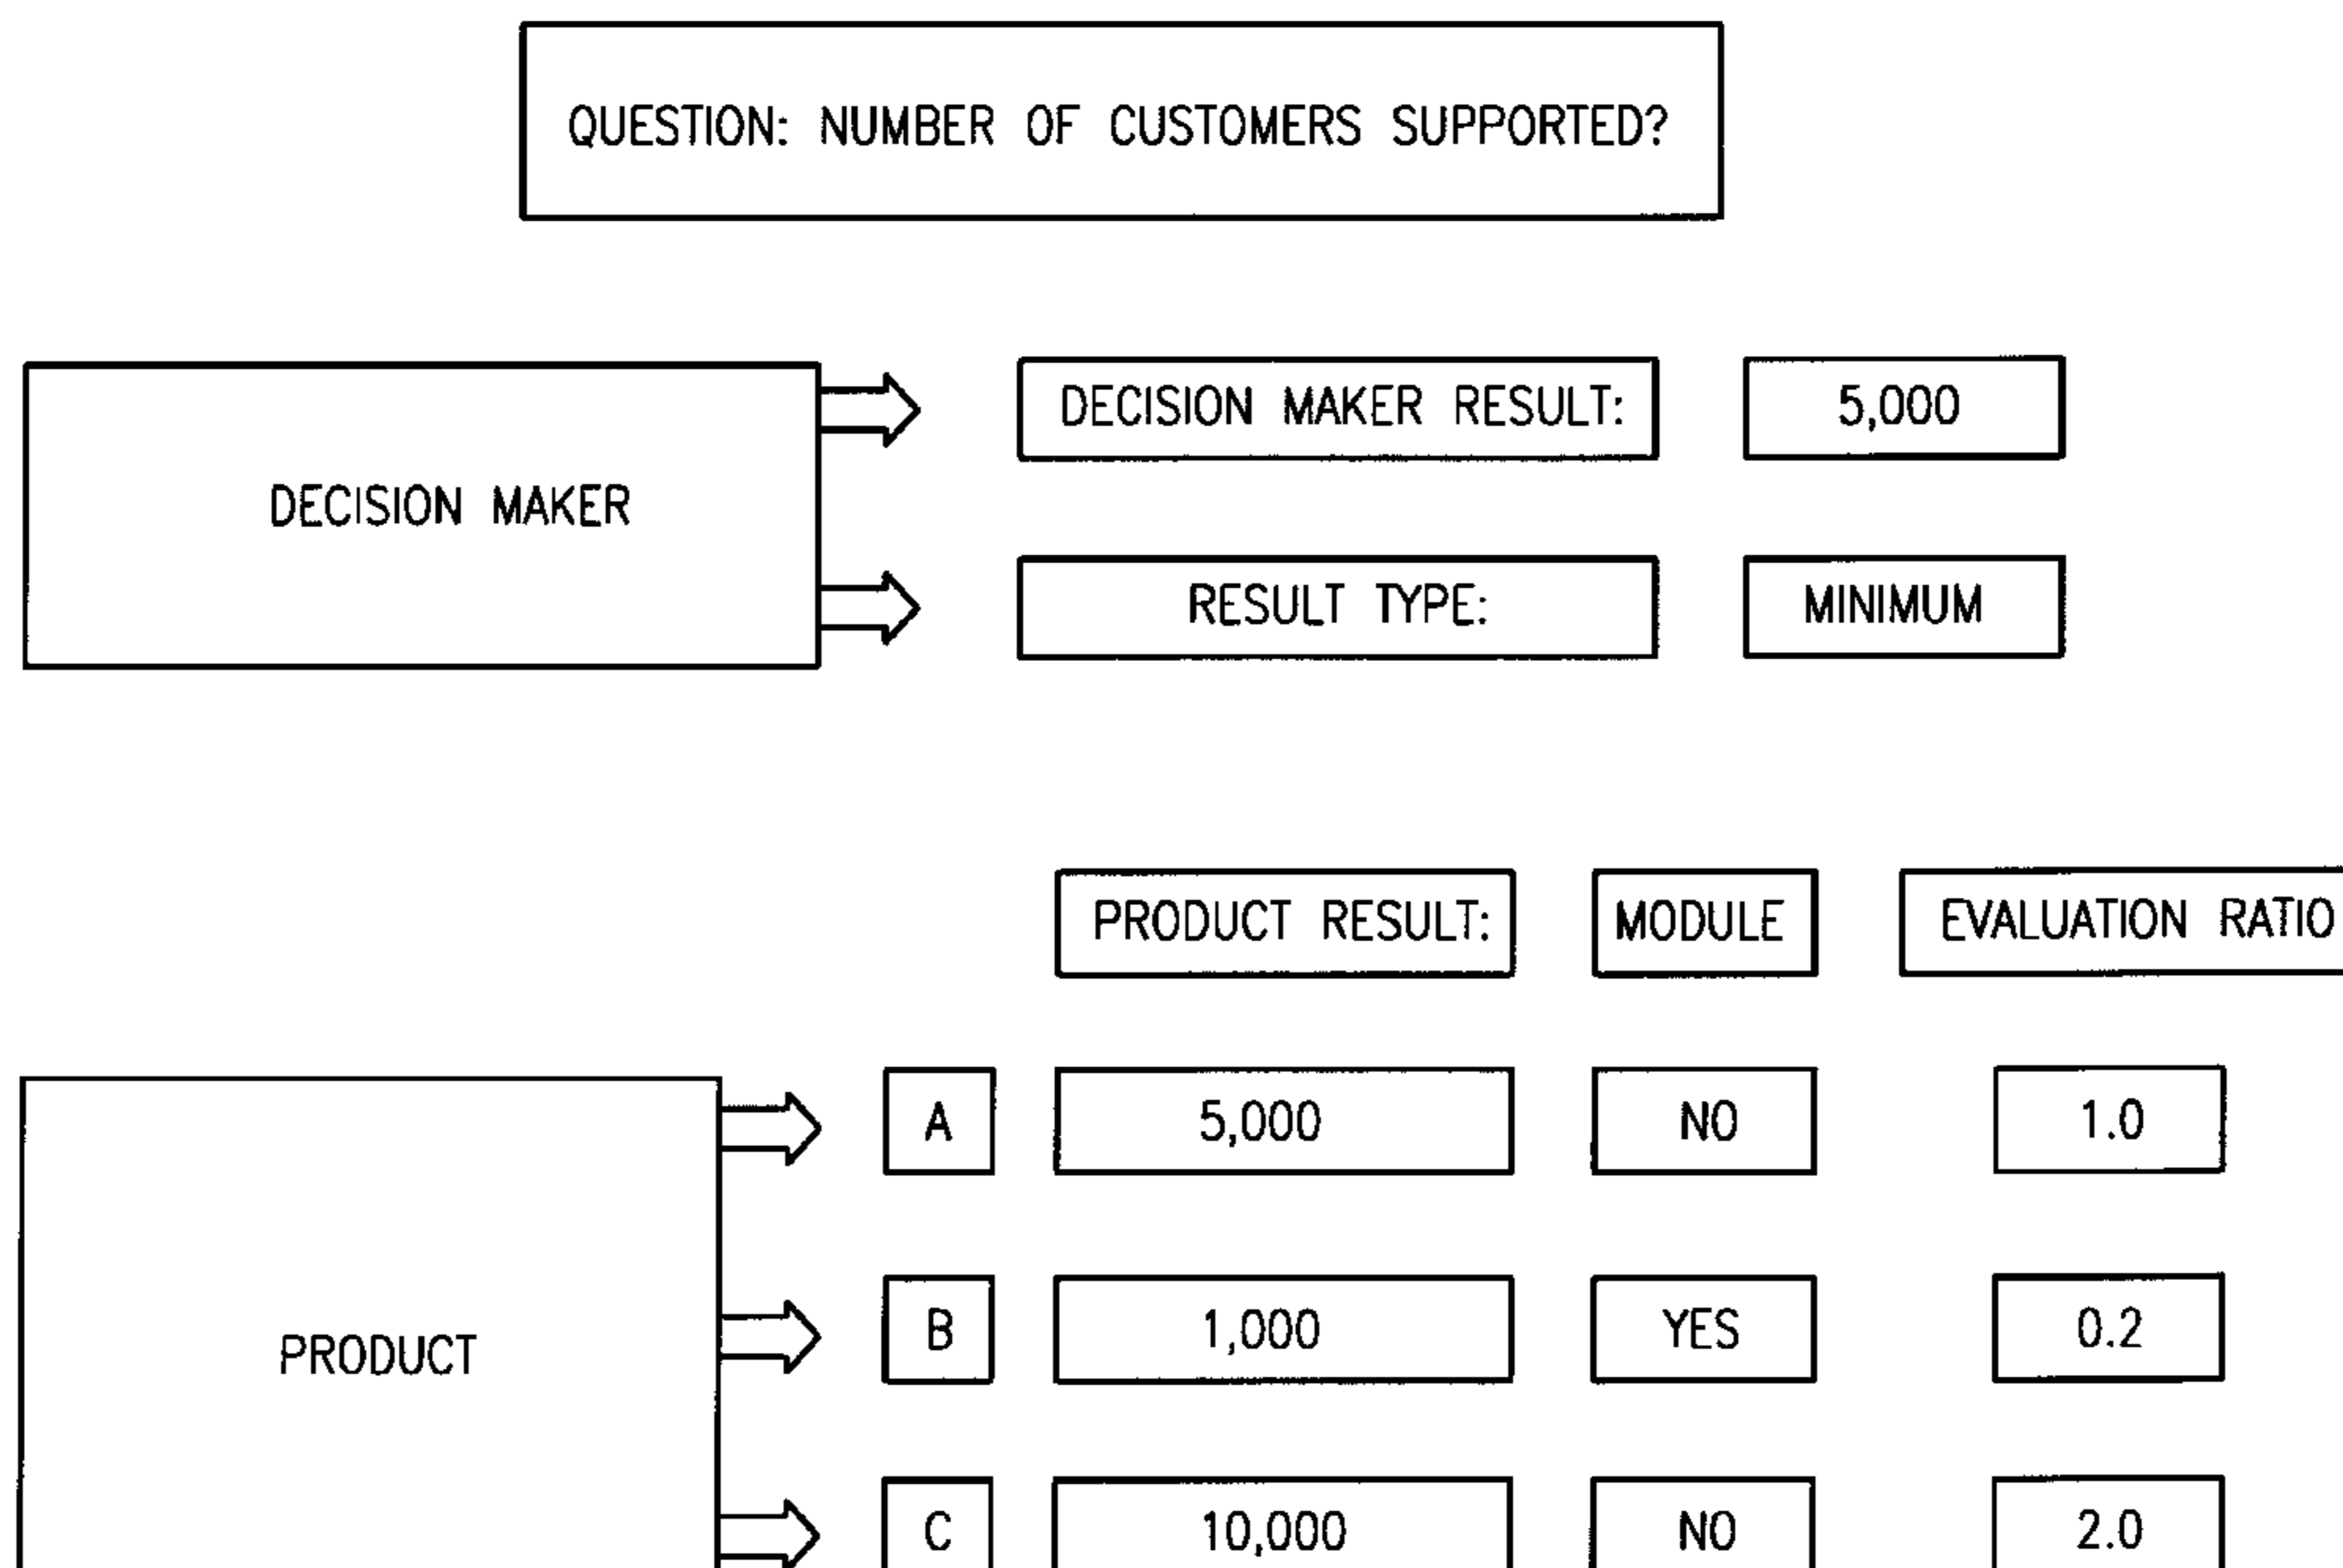 QUESTION: NUMBER OF CUSTOMERS SUPPORTED?
DECISION MAKER
DECISION MAKER RESULT: 5,000
RESULT TYPE: MINIMUM
PRODUCT RESULT: MODULE EVALUATION RATIO
PRODUCT
A 5,000 NO 1.0
B 1,000 YES 0.2
C 10,000 NO 2.0